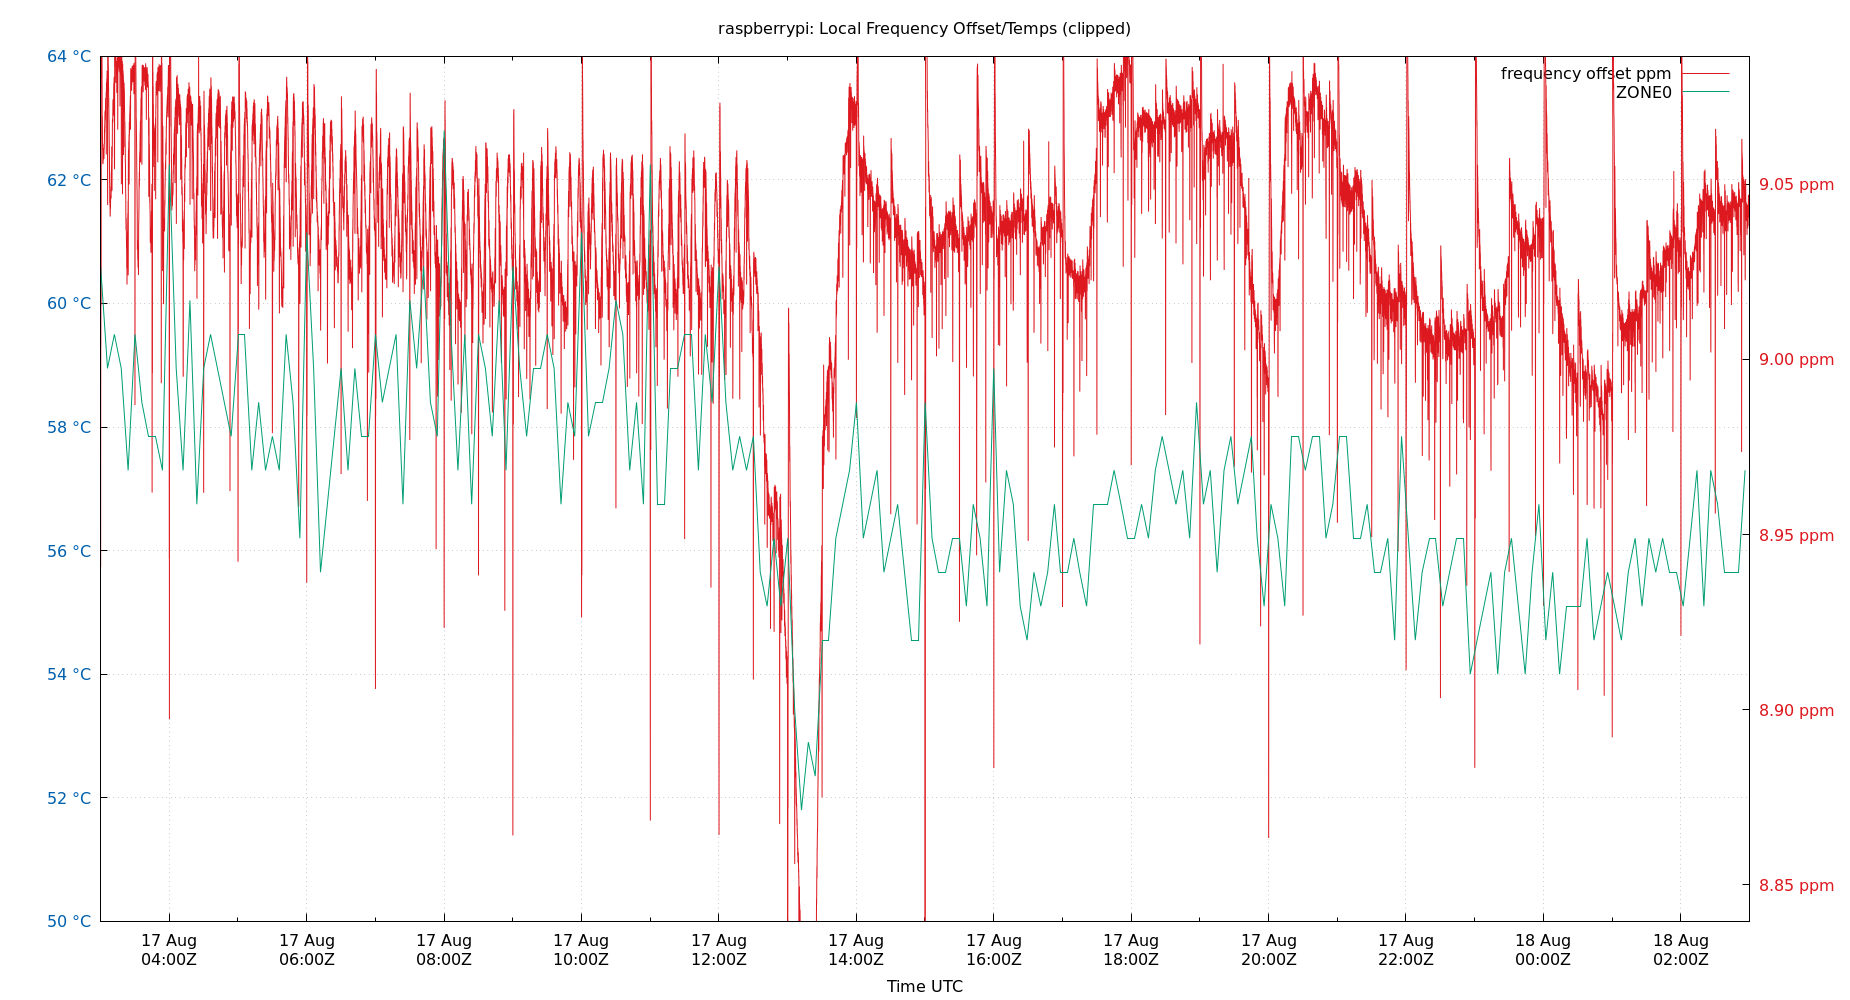 raspberrypi: Local Frequency Offset/Temps (clipped)
frequency offset ppm
ZONE0
64 °C
62 °C
60 °C
58 °C
56 °C
54 °C
52 °C
50 °C
9.05 ppm
9.00 ppm
8.95 ppm
8.90 ppm
8.85 ppm
17 Aug
04:00Z
17 Aug
06:00Z
17 Aug
08:00Z
17 Aug
10:00Z
17 Aug
12:00Z
17 Aug
14:00Z
17 Aug
16:00Z
17 Aug
18:00Z
17 Aug
20:00Z
17 Aug
22:00Z
18 Aug
00:00Z
18 Aug
02:00Z
Time UTC